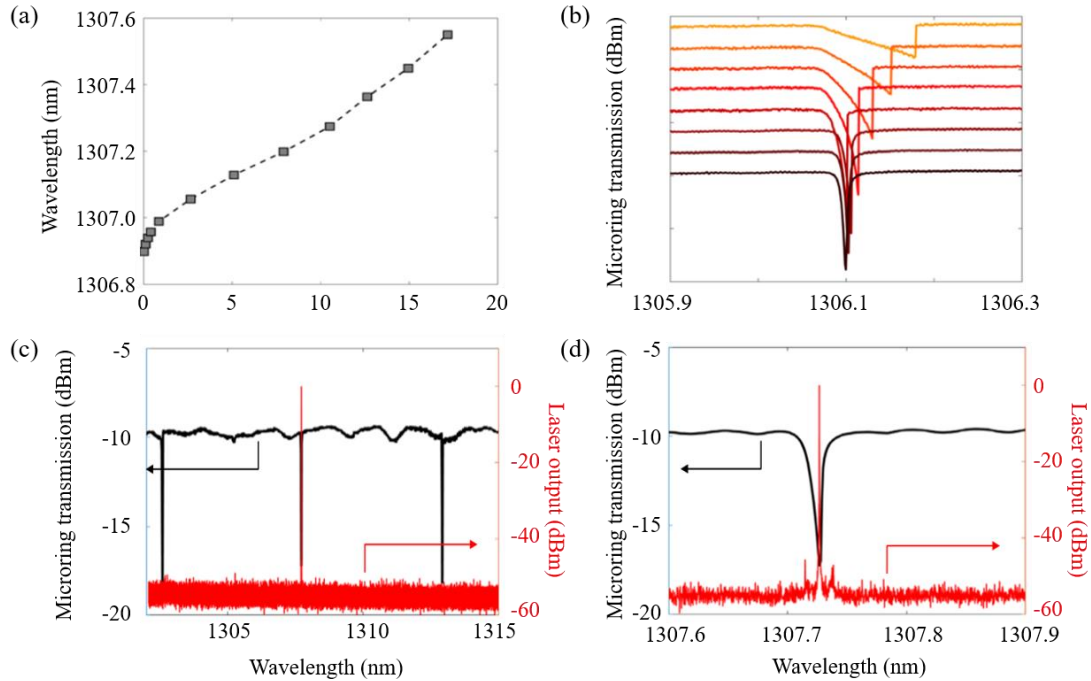 (a)
Wavelength (nm)
1307.6
1307.4
1307.2
1307.0
1306.8
0 5 10 15 20
(b)
Microring transmission (dBm)
1305.9 1306.1 1306.3
(c)
Microring transmission (dBm)
-5
-10
-15
-20
0
-20
-40
-60
Laser output (dBm)
1305 1310 1315
Wavelength (nm)
(d)
Microring transmission (dBm)
-5
-10
-15
-20
0
-20
-40
-60
Laser output (dBm)
1307.6 1307.7 1307.8 1307.9
Wavelength (nm)